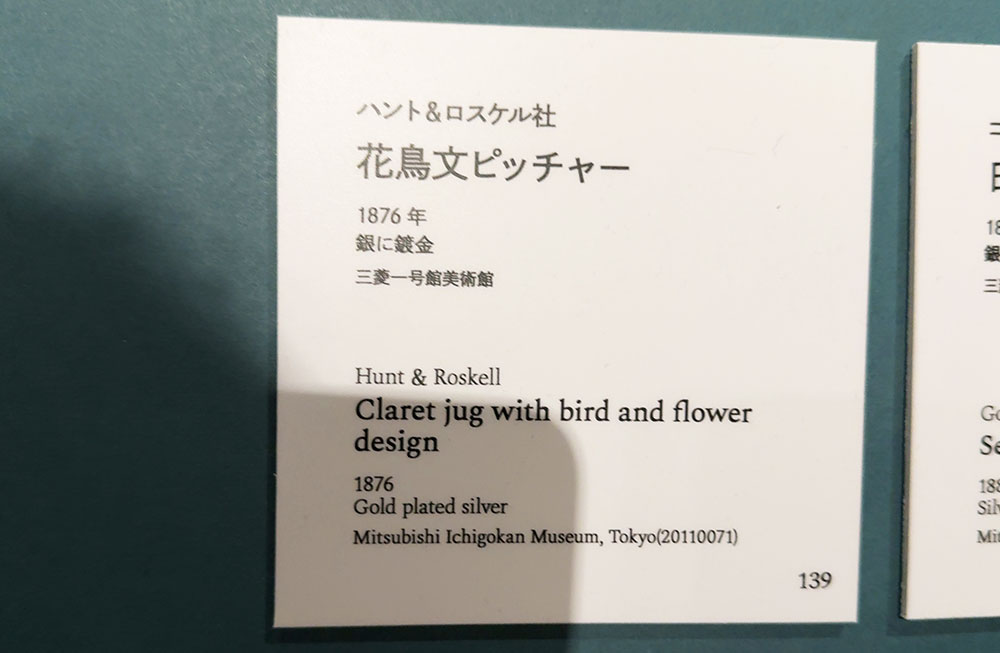 ハント&ロスケル社
花鳥文ピッチャー
1876 年
銀に鍍金
三菱一号館美術館
Hunt & Roskell
Claret jug with bird and flower
design
1876
Gold plated silver
Mitsubishi Ichigokan Museum, Tokyo(20110071)
139